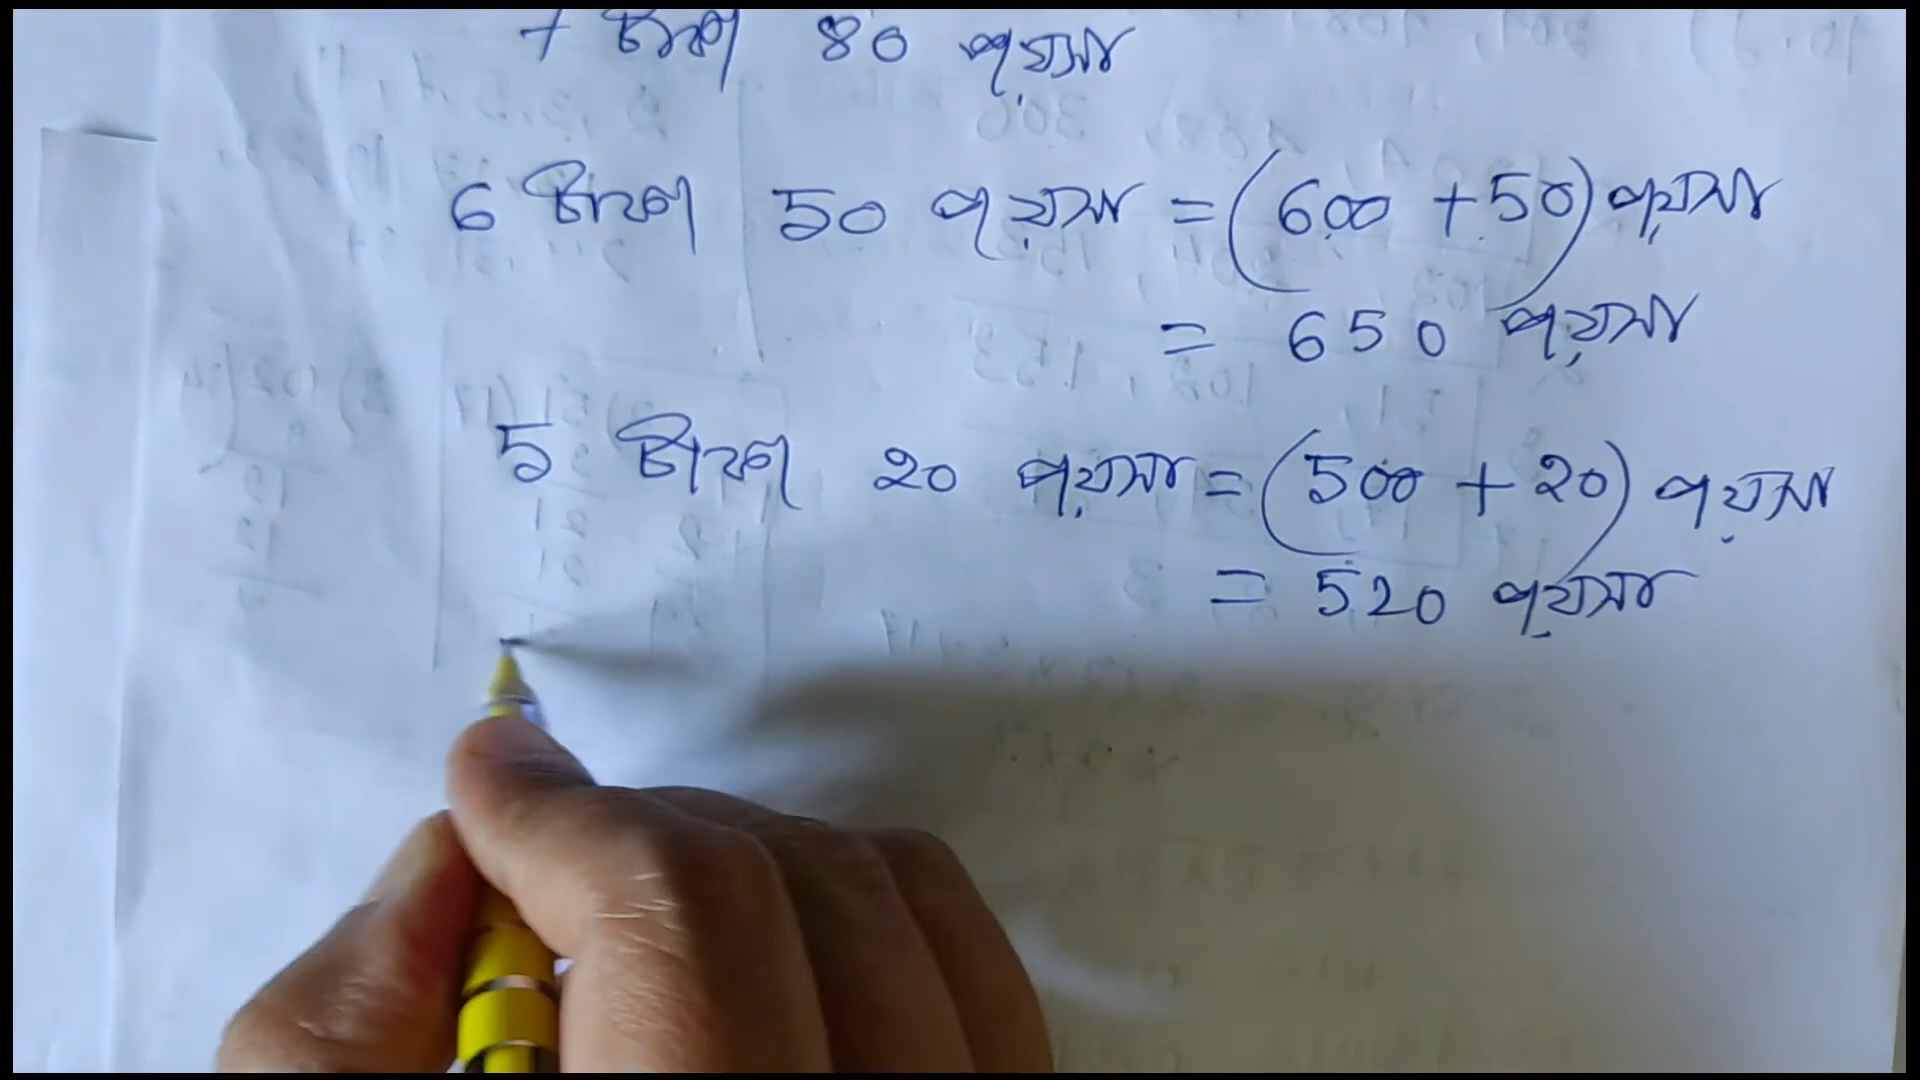 + টাকা 80 পয়সা
6 টাকা 50 পয়সা = (600 + 50) পয়সা
= 650 পয়সা
5 টাকা 20 পয়সা = (500 + 20) পয়সা
= 520 পয়সা